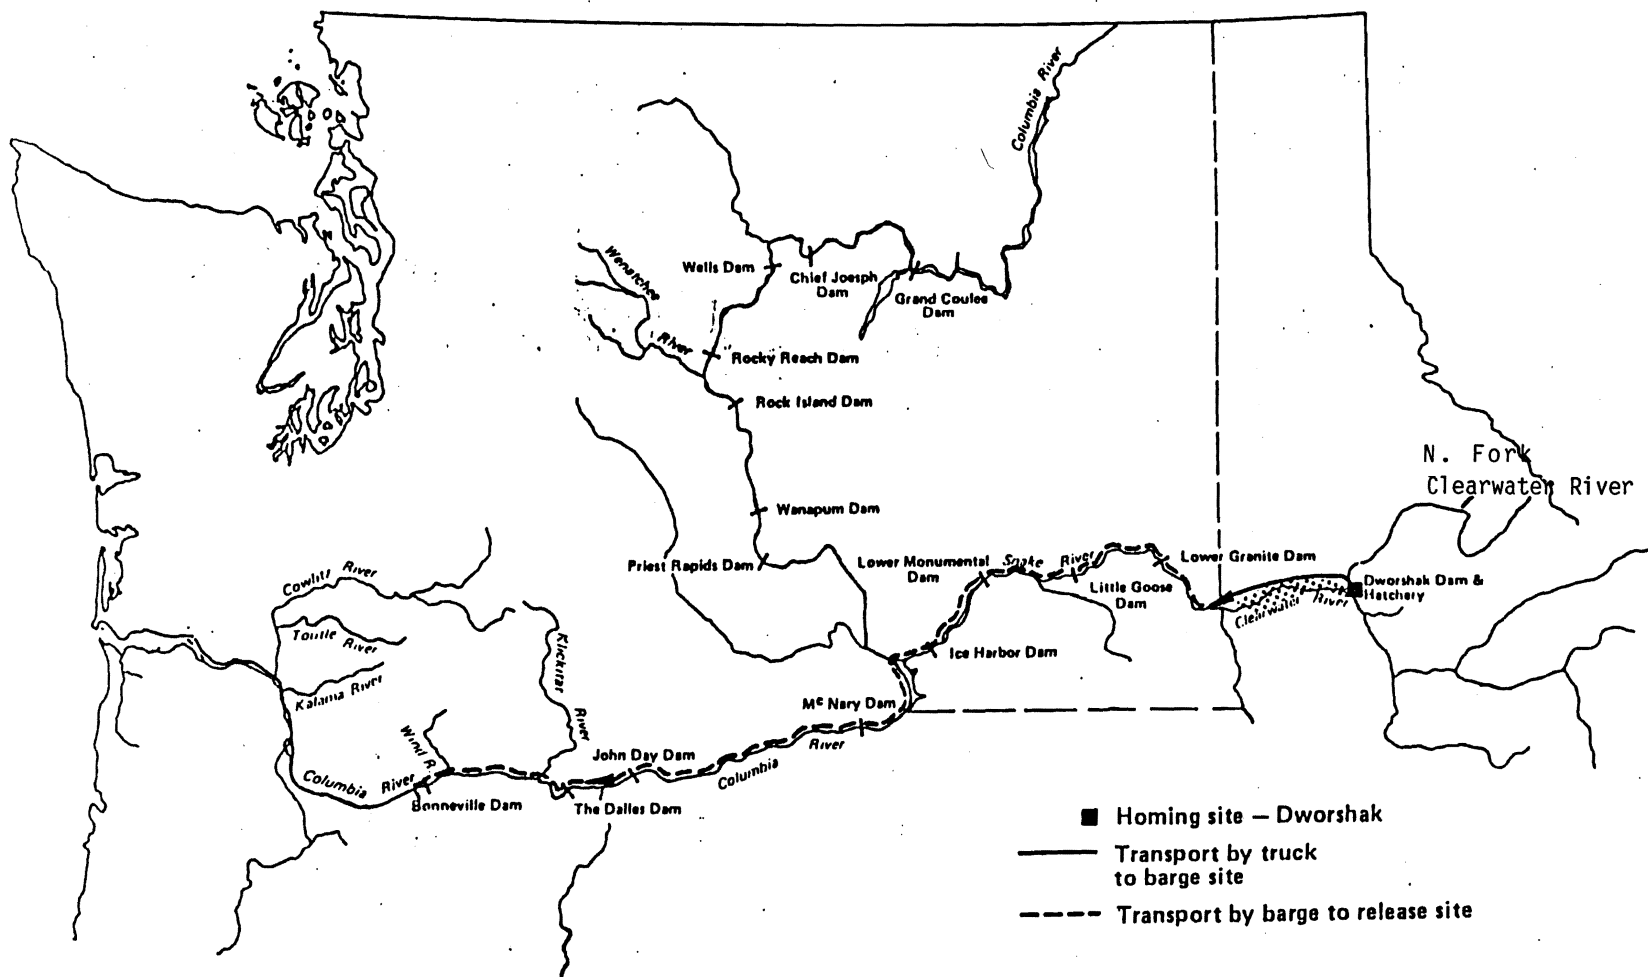 Columbia River
Wenatchee
River
Wells Dam
Chief Joesph
Dam
Grand Coulee
Dam
Rocky Reach Dam
Rock Island Dam
N. Fork
Clearwater River
Wanapum Dam
Priest Rapids Dam
Lower Monumental
Dam
Snake River
Lower Granite Dam
Little Goose
Dam
Dworshak Dam &
Hatchery
Clearwater River
Cowlitz River
Toutle River
Kalama River
Klickitat River
Ice Harbor Dam
Mc Nary Dam
Wind R.
John Day Dam
Columbia River
Columbia River
Bonneville Dam
The Dalles Dam
Homing site — Dworshak
Transport by truck
to barge site
Transport by barge to release site